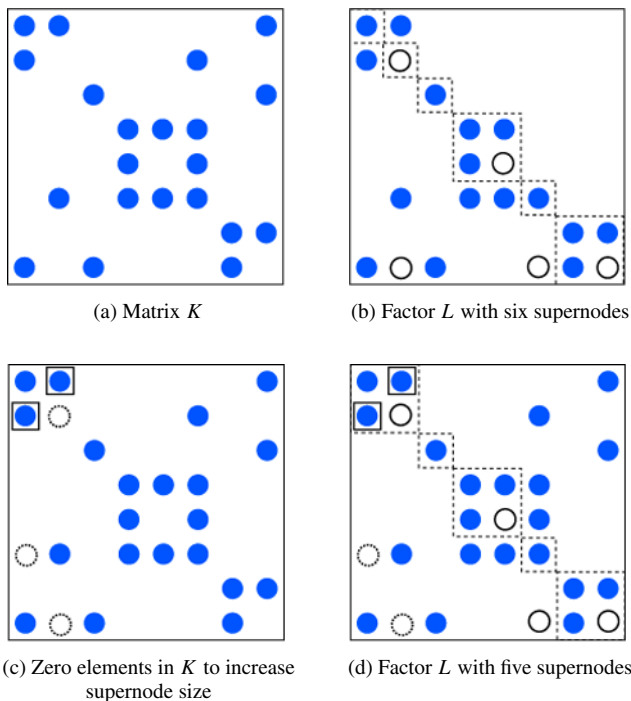 (a) Matrix K
(b) Factor L with six supernodes
(c) Zero elements in K to increase
supernode size
(d) Factor L with five supernodes